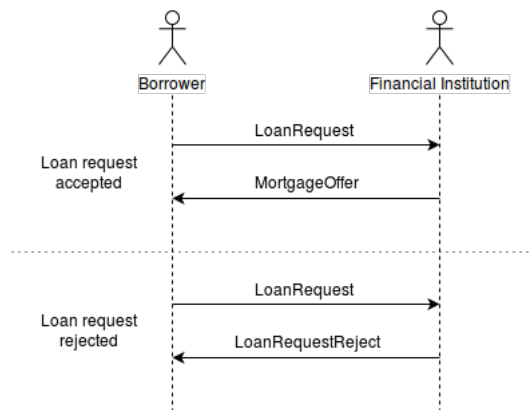 Borrower
Financial Institution
LoanRequest
Loan request
accepted
MortgageOffer
LoanRequest
Loan request
rejected
LoanRequestReject